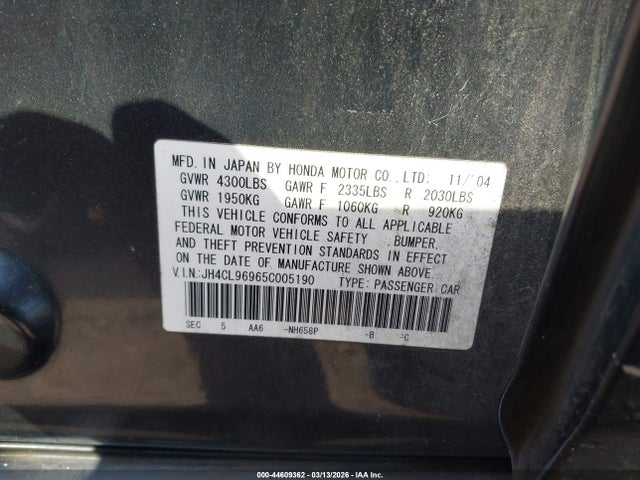 MFD. IN JAPAN BY HONDA MOTOR CO., LTD. 11/'04
GVWR 4300LBS GAWR F 2335LBS R 2030LBS
GVWR 1950KG GAWR F 1060KG R 920KG
THIS VEHICLE CONFORMS TO ALL APPLICABLE
FEDERAL MOTOR VEHICLE SAFETY, BUMPER,
AND THEFT PREVENTION STANDARDS IN EFFECT
ON THE DATE OF MANUFACTURE SHOWN ABOVE.
V.I.N:JH4CL96965C005190 TYPE: PASSENGER CAR
SEC 5 AA6 -NH658P -B -C
000-44609362 | 03/13/2026 - IAA Inc.